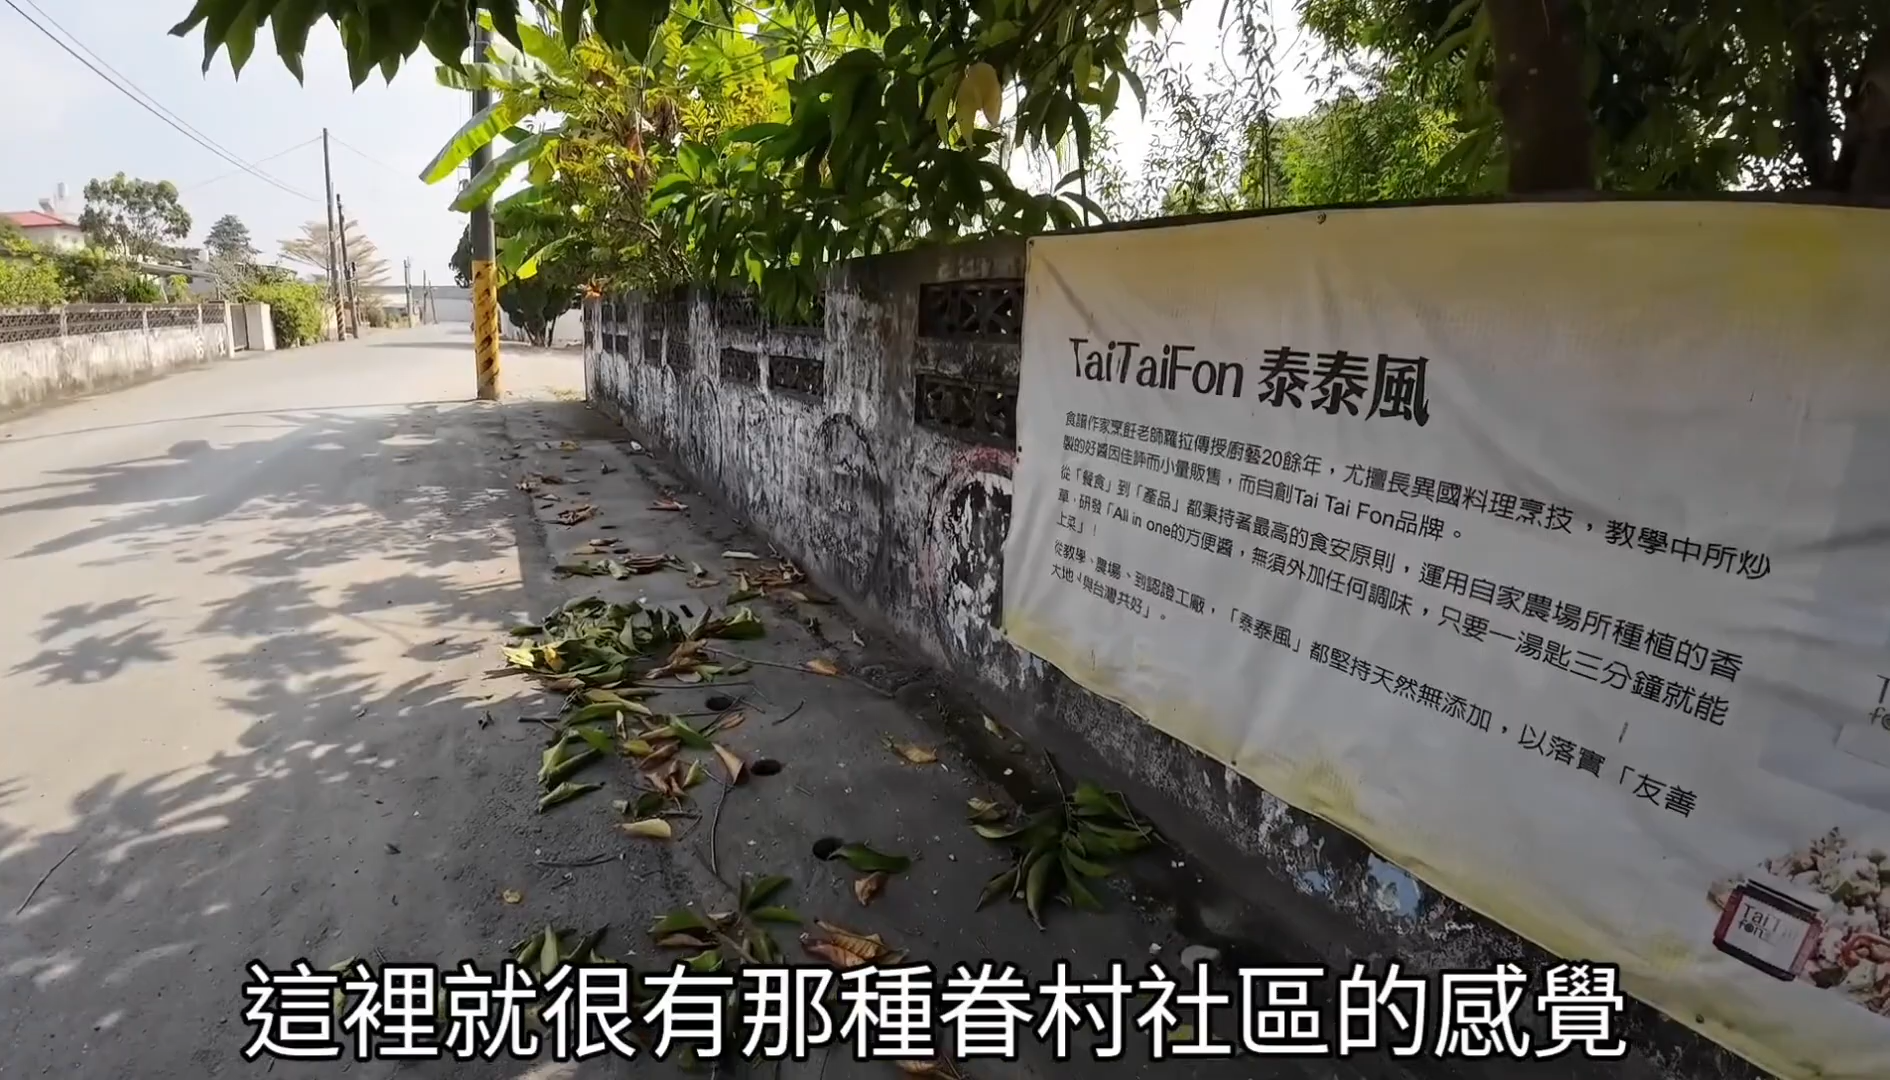 TaiTaiFon 泰泰風
食譜作家烹飪老師蘿拉傳授廚藝20餘年，尤擅長異國料理烹技，教學中所炒
製的好醬因佳評而小量販售，而自創Tai Tai Fon品牌。
從「餐食」到「產品」都秉持著最高的食安原則，運用自家農場所種植的香
草，研發「All in one的方便醬，無須外加任何調味，只要一湯匙三分鐘就能
上菜」！
從教學、農場、到認證工廠，「泰泰風」都堅持天然無添加，以落實「友善
大地，與台灣共好」。
TaiTai
fon
這裡就很有那種眷村社區的感覺